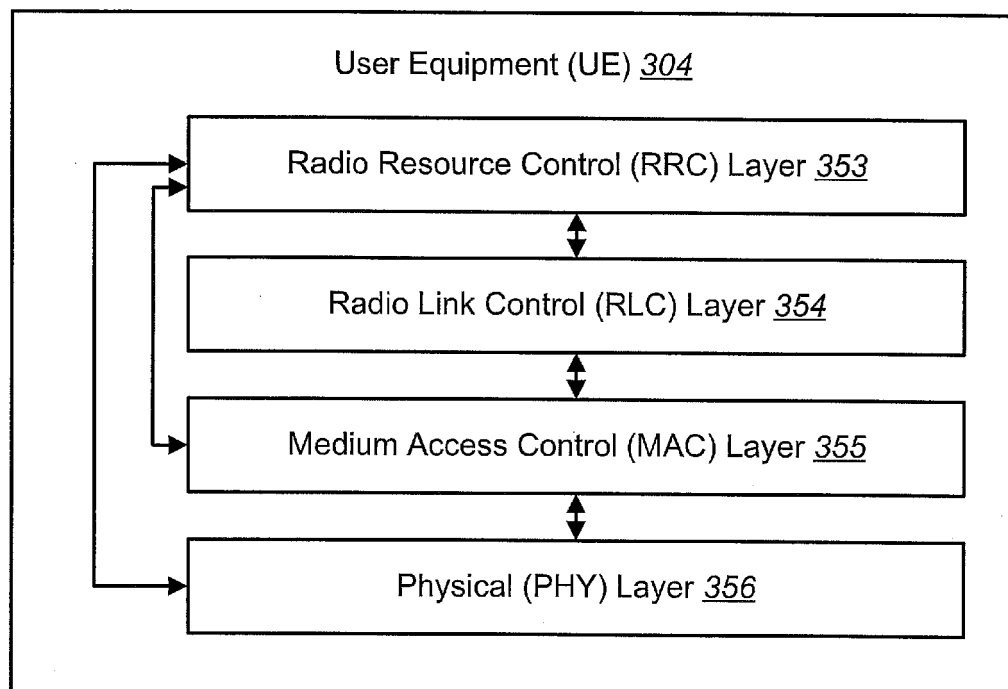 User Equipment (UE) 304
Radio Resource Control (RRC) Layer 353
Radio Link Control (RLC) Layer 354
Medium Access Control (MAC) Layer 355
Physical (PHY) Layer 356